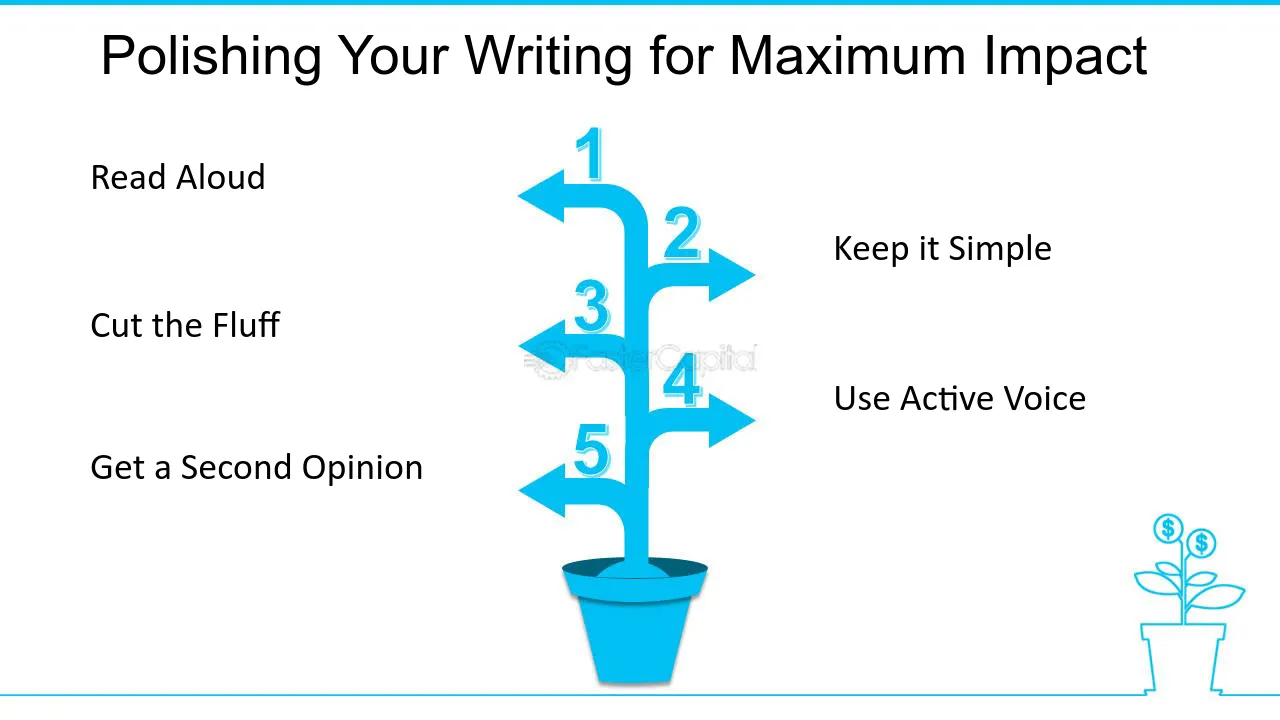 Polishing Your Writing for Maximum Impact
1
Read Aloud
2
Keep it Simple
3
Cut the Fluff
FasterCapital
4
Use Active Voice
5
Get a Second Opinion
$
$